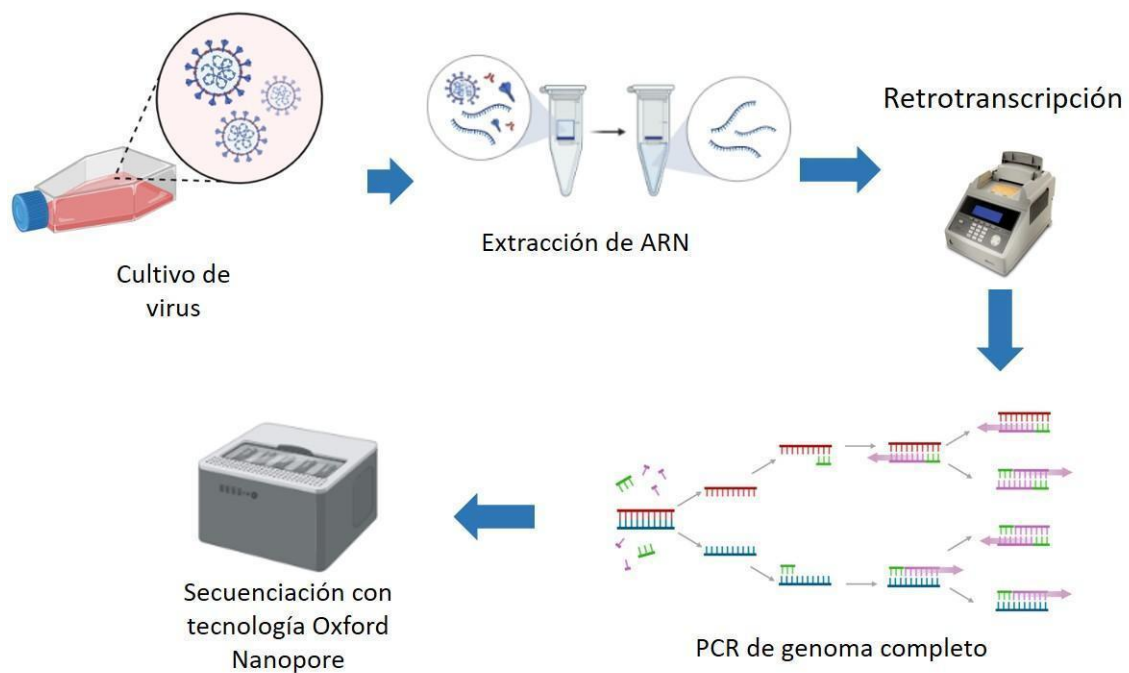 Cultivo de
virus
Extracción de ARN
Retrotranscripción
PCR de genoma completo
Secuenciación con
tecnología Oxford
Nanopore